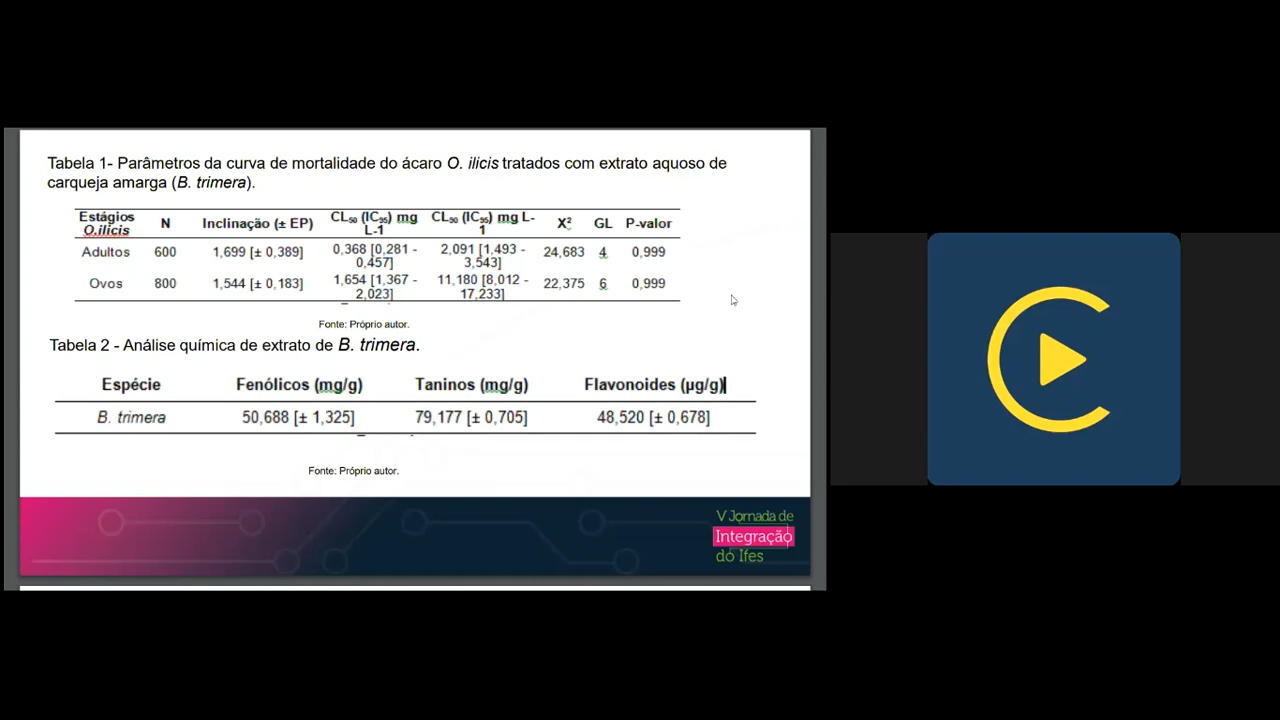 Tabela 1- Parâmetros da curva de mortalidade do ácaro O. ilicis tratados com extrato aquoso de
carqueja amarga (B. trimera).
Estágios O.ilicis N Inclinação (± EP) CL₅₀ (IC₉₅) mg L-1 CL₉₀ (IC₉₅) mg L-1 X² GL P-valor
Adultos 600 1,699 [± 0,389] 0,368 [0,281 - 0,457] 2,091 [1,493 - 3,543] 24,683 4 0,999
Ovos 800 1,544 [± 0,183] 1,654 [1,367 - 2,023] 11,180 [8,012 - 17,233] 22,375 6 0,999
Fonte: Próprio autor.
Tabela 2 - Análise química de extrato de B. trimera.
Espécie Fenólicos (mg/g) Taninos (mg/g) Flavonoides (µg/g)
B. trimera 50,688 [± 1,325] 79,177 [± 0,705] 48,520 [± 0,678]
Fonte: Próprio autor.
V Jornada de
Integração
do Ifes